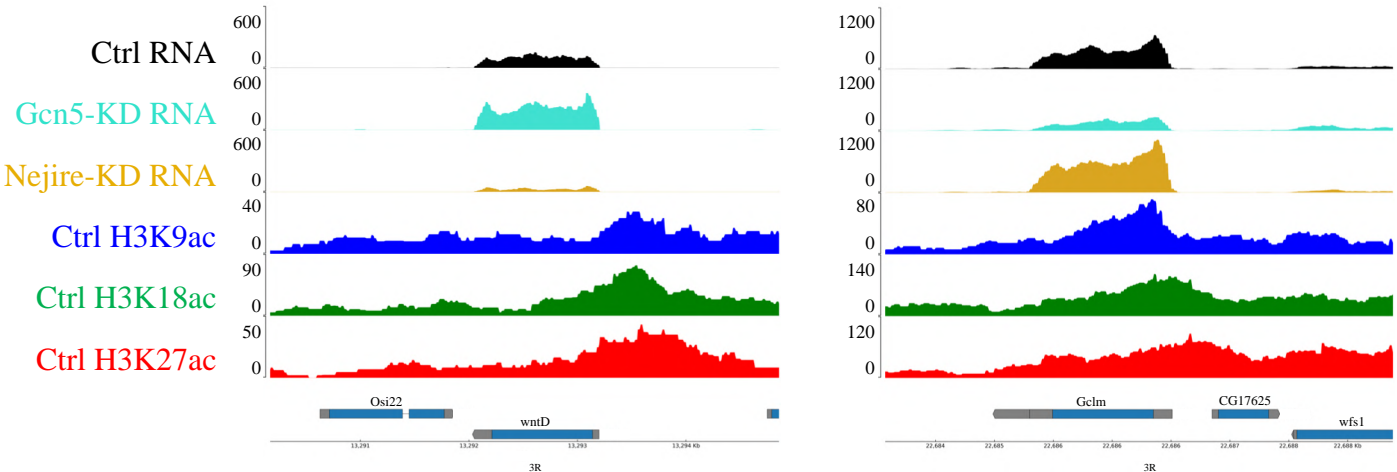 600
0
1200
0
Ctrl RNA
600
0
1200
0
Gcn5-KD RNA
600
0
1200
0
Nejire-KD RNA
40
0
80
0
Ctrl H3K9ac
90
0
140
0
Ctrl H3K18ac
50
0
120
0
Ctrl H3K27ac
Osi22
wntD
Gclm
CG17625
wfs1
13.291 13.292 13.293 13.294 Kb
22.684 22.685 22.686 22.686 22.686 22.687 22.688 22.688 Kb
3R
3R